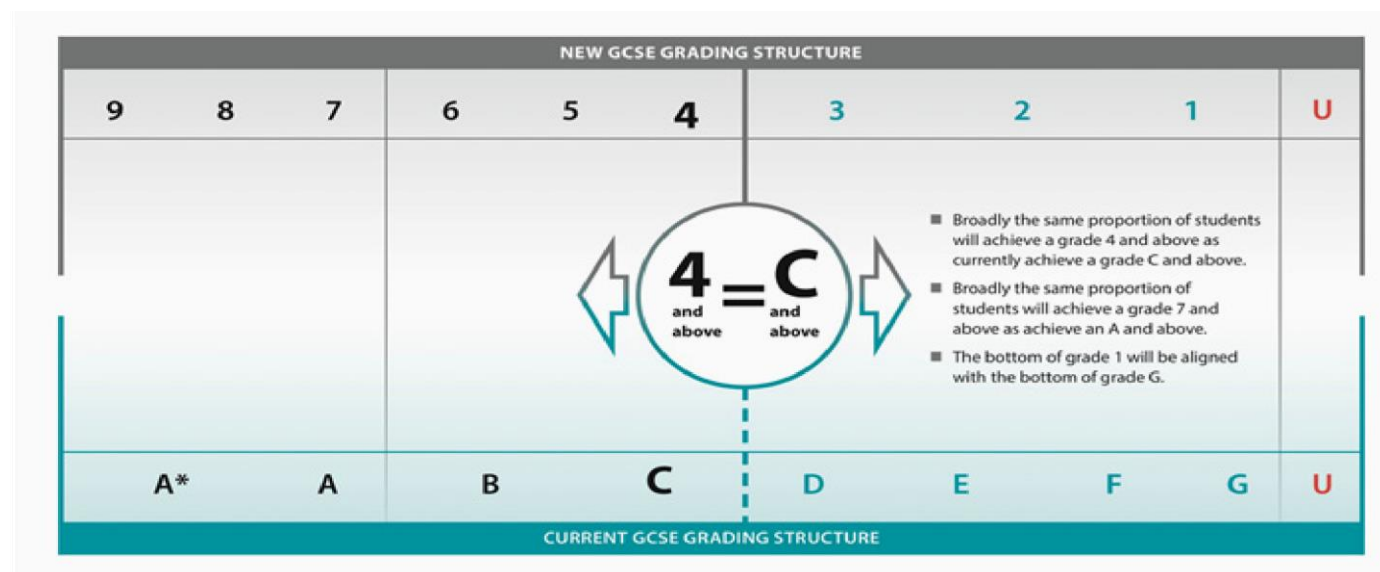 NEW GCSE GRADING STRUCTURE
9 8 7 6 5 4 3 2 1 U
4 = C
and above and above
Broadly the same proportion of students
will achieve a grade 4 and above as
currently achieve a grade C and above.
Broadly the same proportion of
students will achieve a grade 7 and
above as achieve an A and above.
The bottom of grade 1 will be aligned
with the bottom of grade G.
A* A B C D E F G U
CURRENT GCSE GRADING STRUCTURE